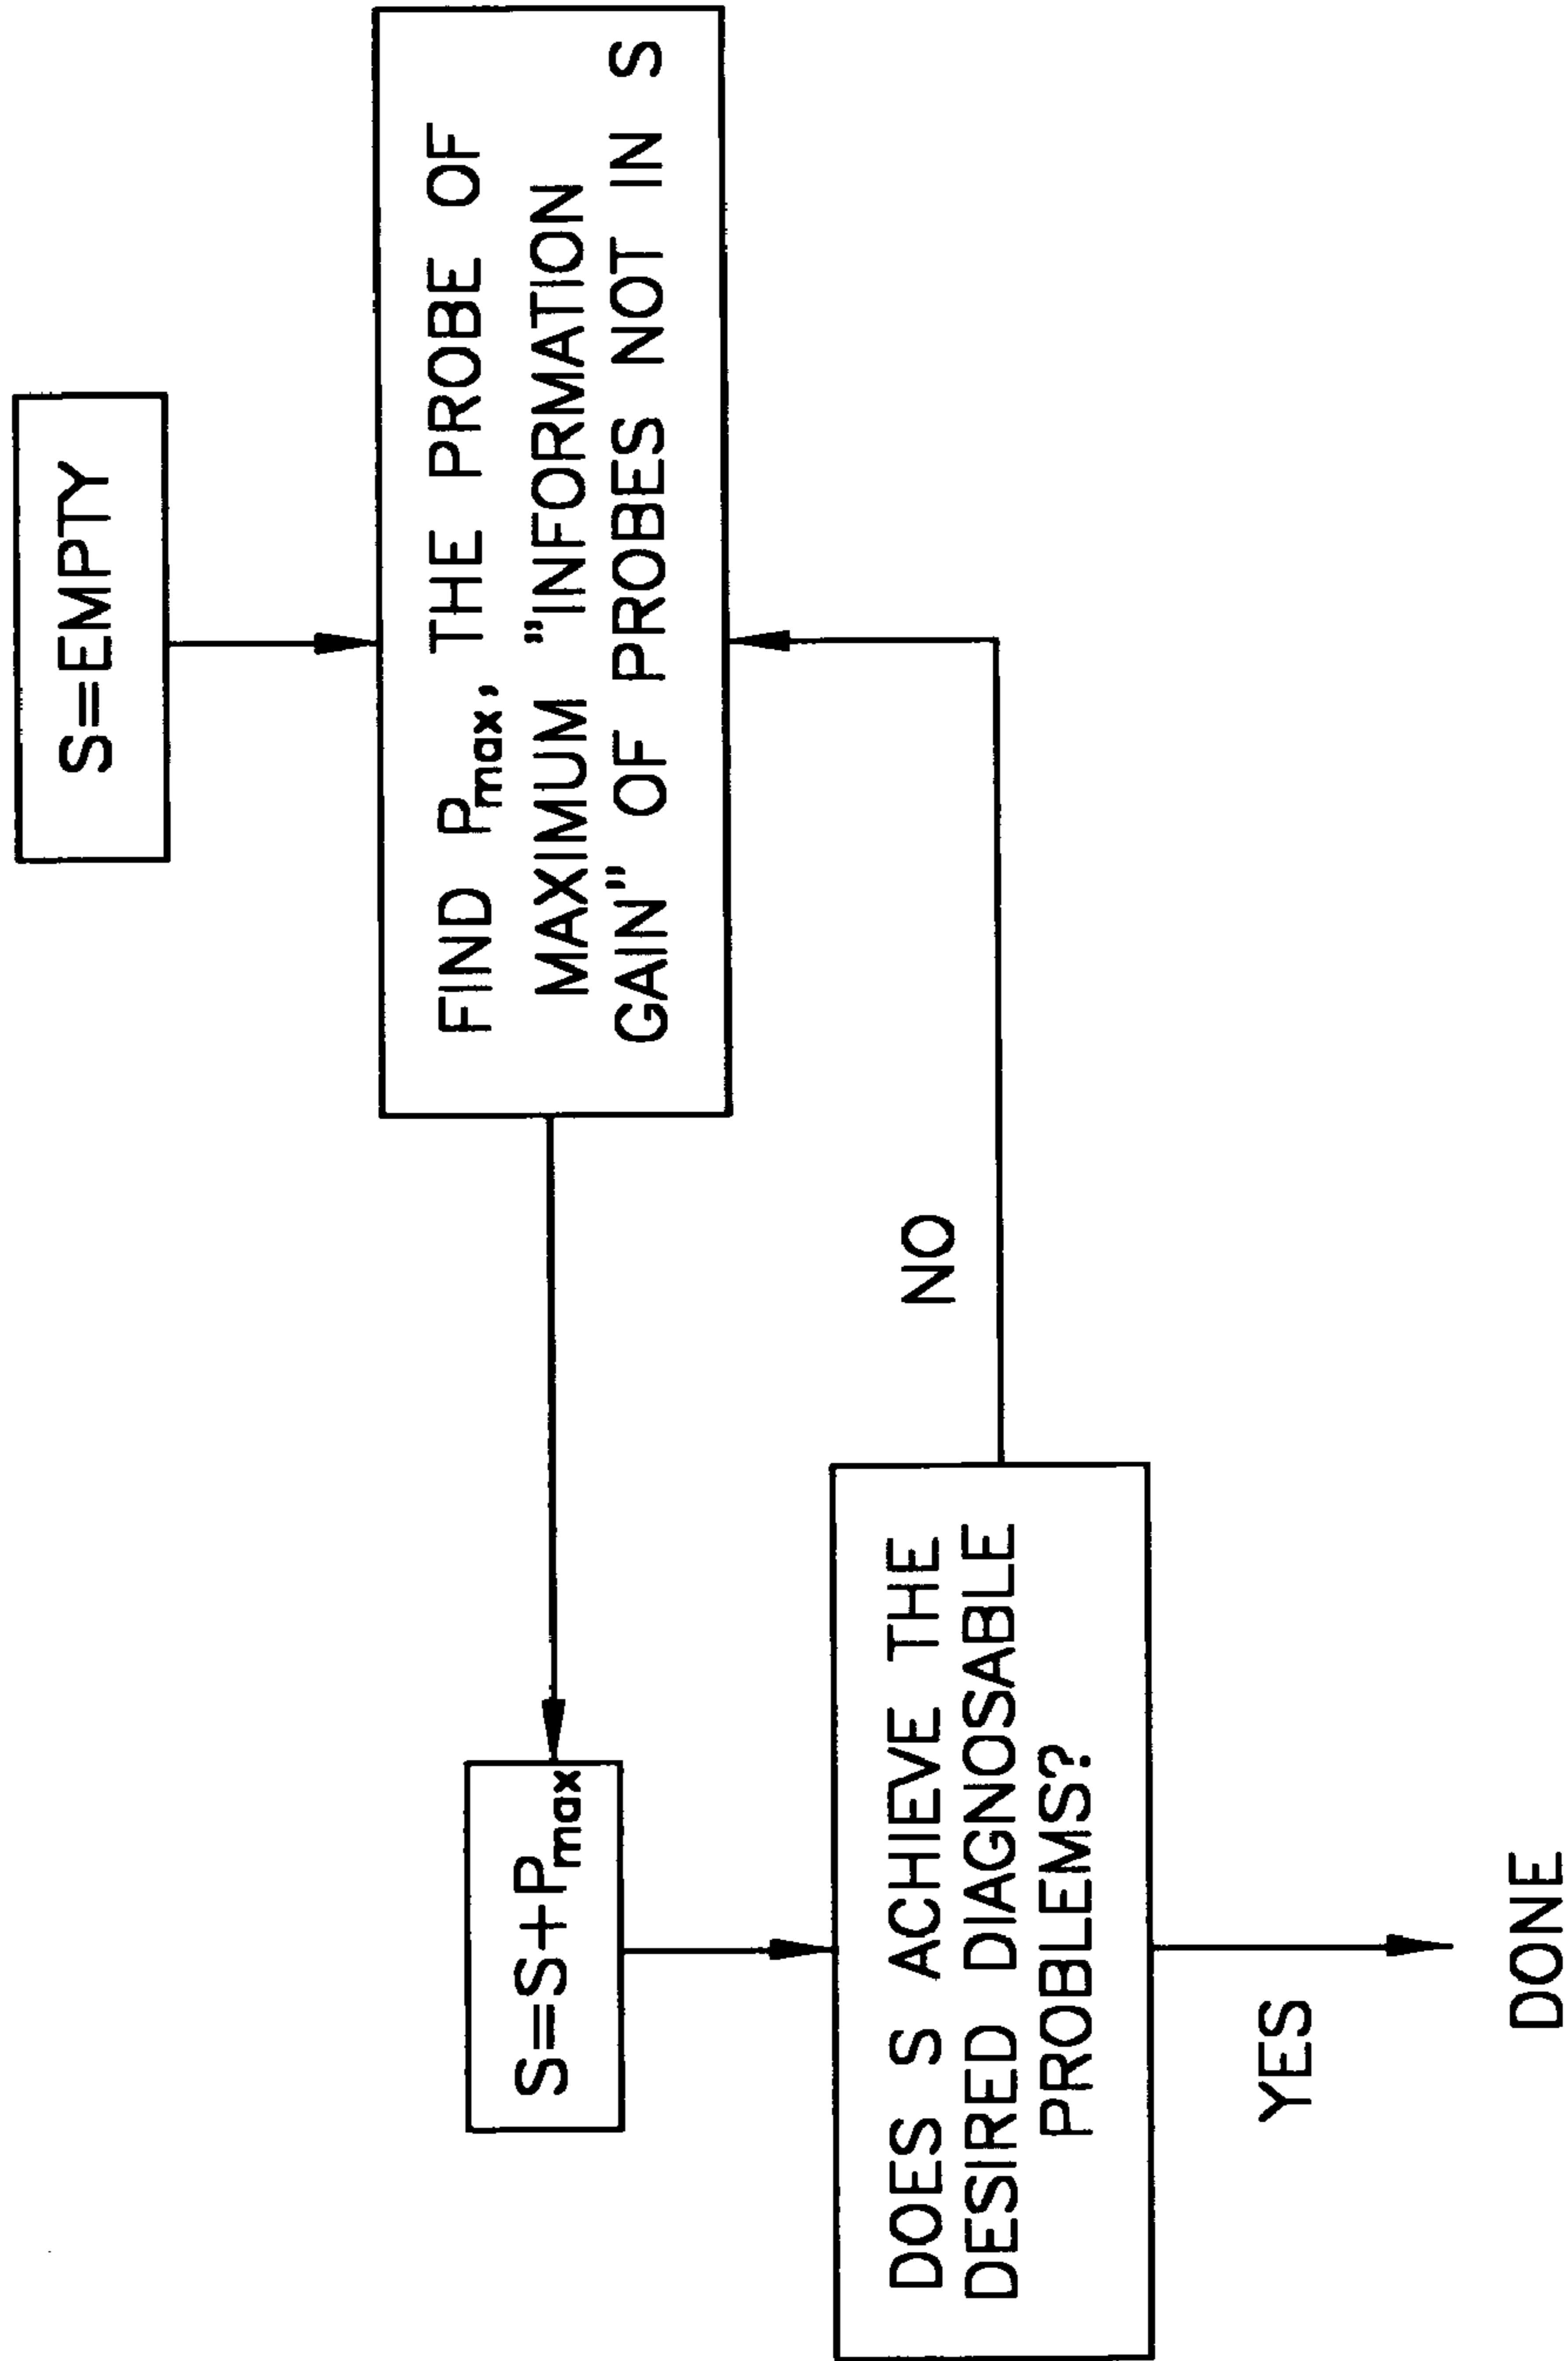 S=EMPTY
FIND Pmax, THE PROBE OF
MAXIMUM "INFORMATION
GAIN" OF PROBES NOT IN S
S=S+Pmax
DOES S ACHIEVE THE
DESIRED DIAGNOSABLE
PROBLEMS?
NO
YES
DONE